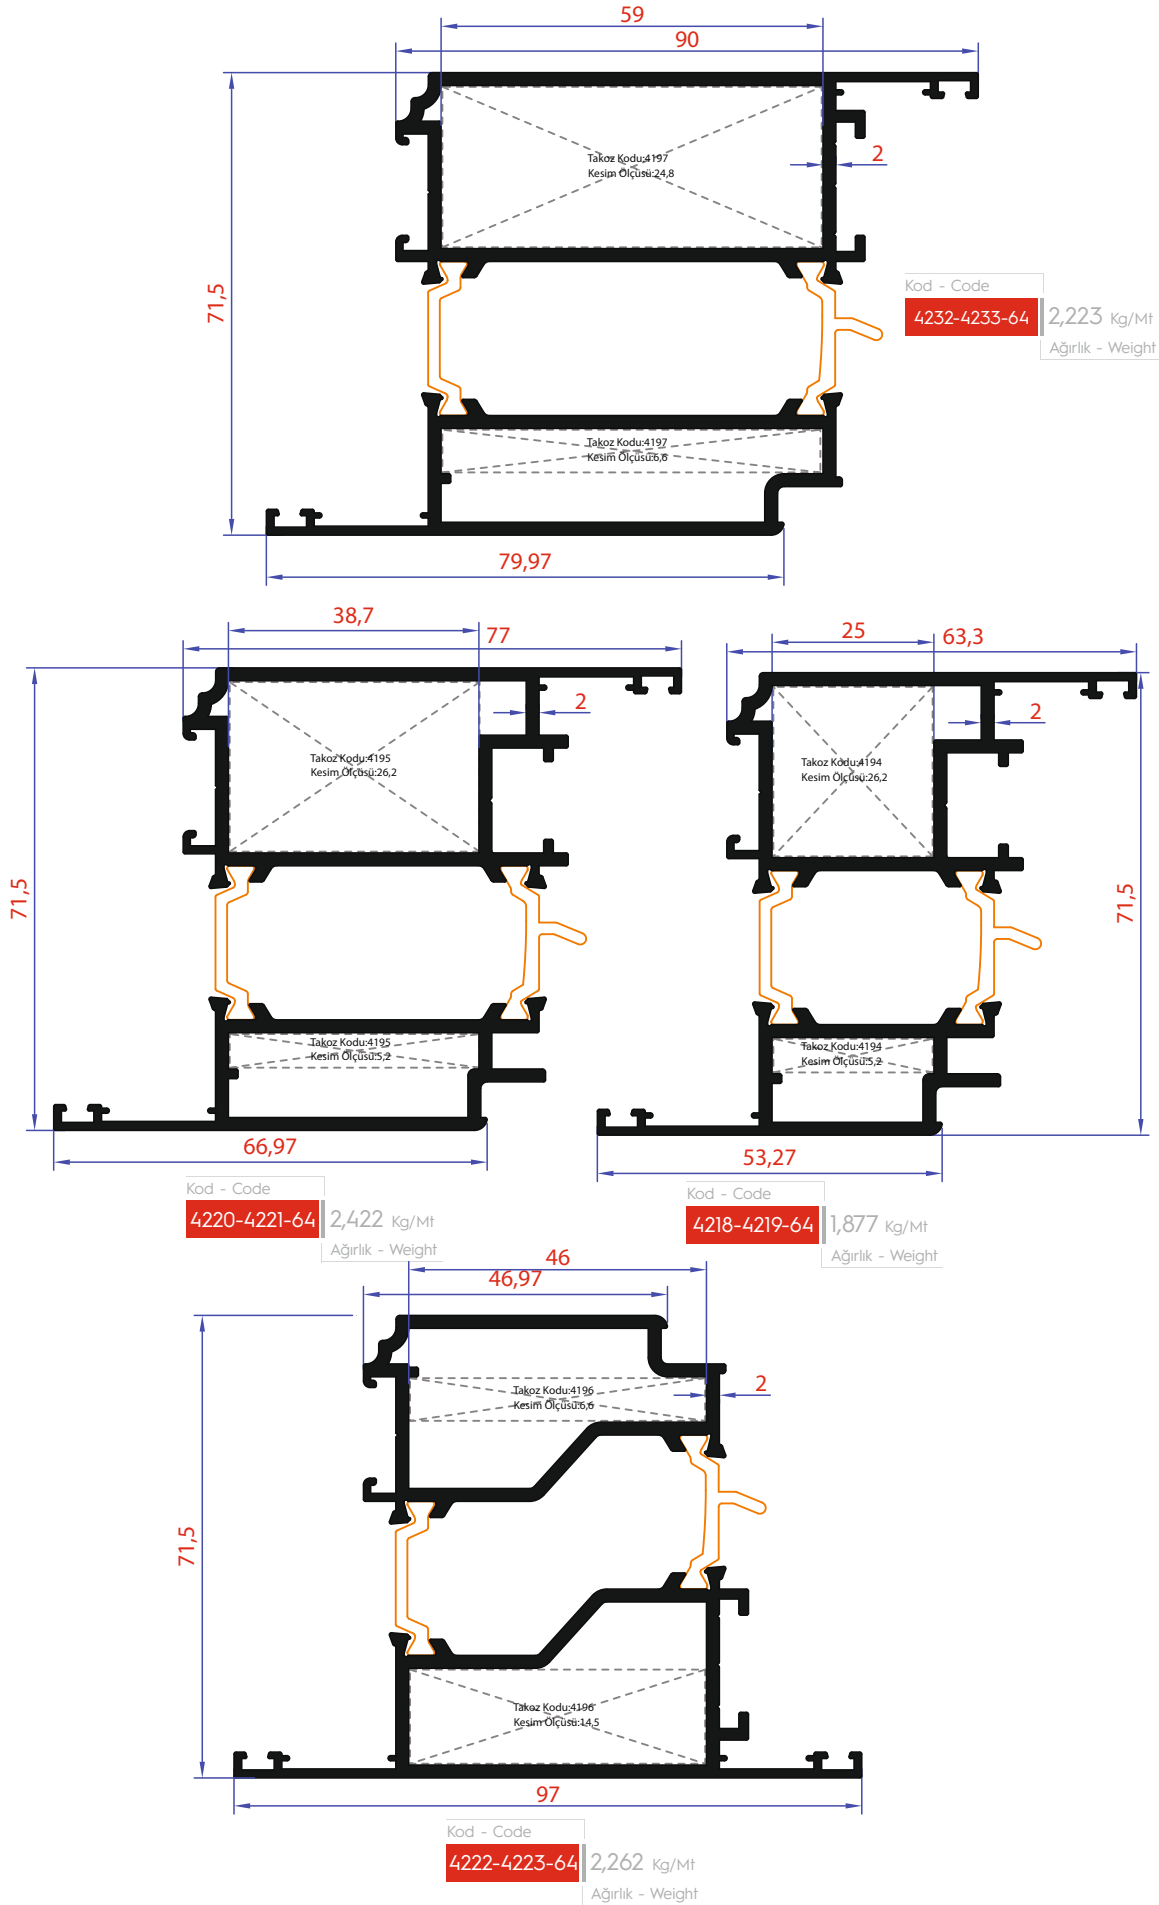 59
90
Takoz Kodu:4197
Kesim Ölçüsü:24,8
2
71,5
Kod - Code
4232-4233-64 2,223 Kg/Mt
Ağırlık - Weight
Takoz Kodu:4197
Kesim Ölçüsü:6,6
79,97
38,7
77
2
Takoz Kodu:4195
Kesim Ölçüsü:26,2
71,5
Takoz Kodu:4195
Kesim Ölçüsü:5,2
66,97
Kod - Code
4220-4221-64 2,422 Kg/Mt
Ağırlık - Weight
25
63,3
2
Takoz Kodu:4194
Kesim Ölçüsü:26,2
71,5
Takoz Kodu:4194
Kesim Ölçüsü:5,2
53,27
Kod - Code
4218-4219-64 1,877 Kg/Mt
Ağırlık - Weight
46
46,97
2
Takoz Kodu:4196
Kesim Ölçüsü:6,6
71,5
Takoz Kodu:4196
Kesim Ölçüsü:14,5
97
Kod - Code
4222-4223-64 2,262 Kg/Mt
Ağırlık - Weight